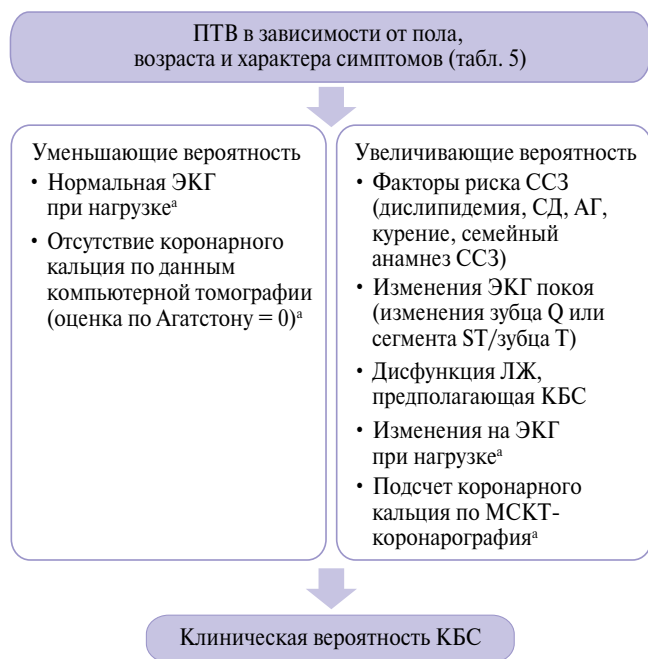 ПТВ в зависимости от пола,
возраста и характера симптомов (табл. 5)
Уменьшающие вероятность
• Нормальная ЭКГ
при нагрузкеª
• Отсутствие коронарного
кальция по данным
компьютерной томографии
(оценка по Агатстону = 0)ª
Увеличивающие вероятность
• Факторы риска ССЗ
(дислипидемия, СД, АГ,
курение, семейный
анамнез ССЗ)
• Изменения ЭКГ покоя
(изменения зубца Q или
сегмента ST/зубца T)
• Дисфункция ЛЖ,
предполагающая КБС
• Изменения на ЭКГ
при нагрузкеª
• Подсчет коронарного
кальция по МСКТ-
коронарографияª
Клиническая вероятность КБС